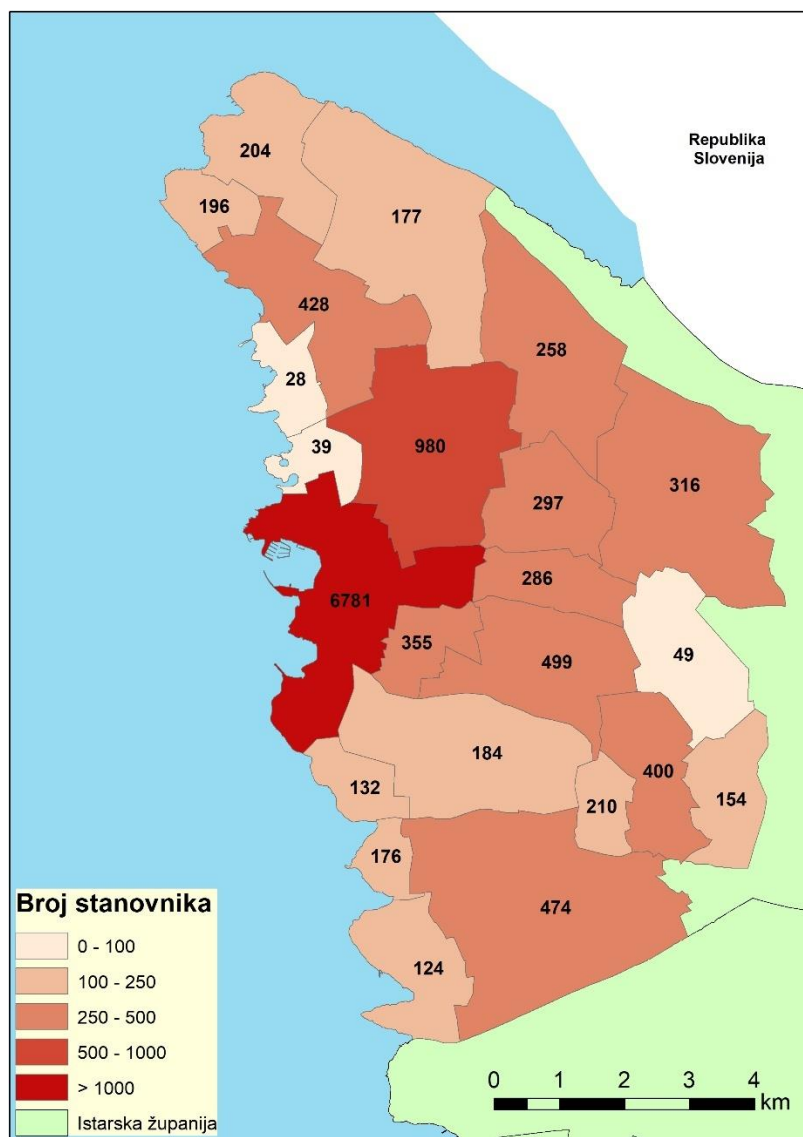 Republika
Slovenija
204
196
177
428
258
28
39
980
316
297
286
6781
355
499
49
184
400
132
210
154
176
474
124
Broj stanovnika
0 - 100
100 - 250
250 - 500
500 - 1000
> 1000
Istarska županija
0 1 2 3 4
km